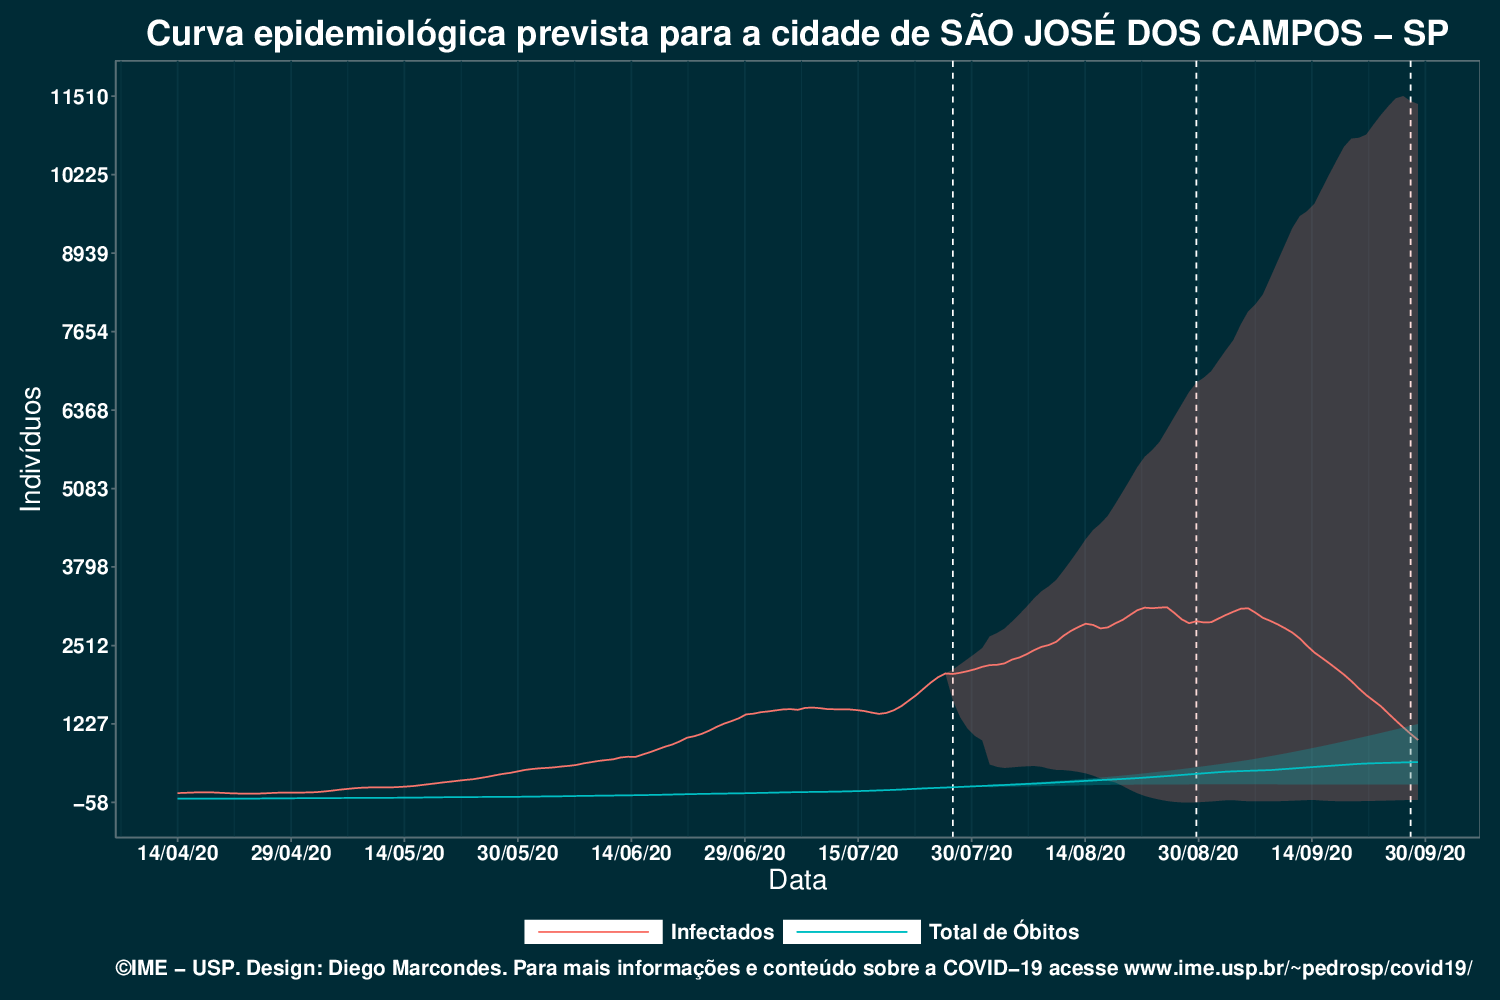 Curva epidemiológica prevista para a cidade de SÃO JOSÉ DOS CAMPOS – SP
11510
10225
8939
7654
6368
5083
3798
2512
1227
−58
Indivíduos
14/04/20 29/04/20 14/05/20 30/05/20 14/06/20 29/06/20 15/07/20 30/07/20 14/08/20 30/08/20 14/09/20 30/09/20
Data
Infectados Total de Óbitos
©IME – USP. Design: Diego Marcondes. Para mais informações e conteúdo sobre a COVID−19 acesse www.ime.usp.br/~pedrosp/covid19/